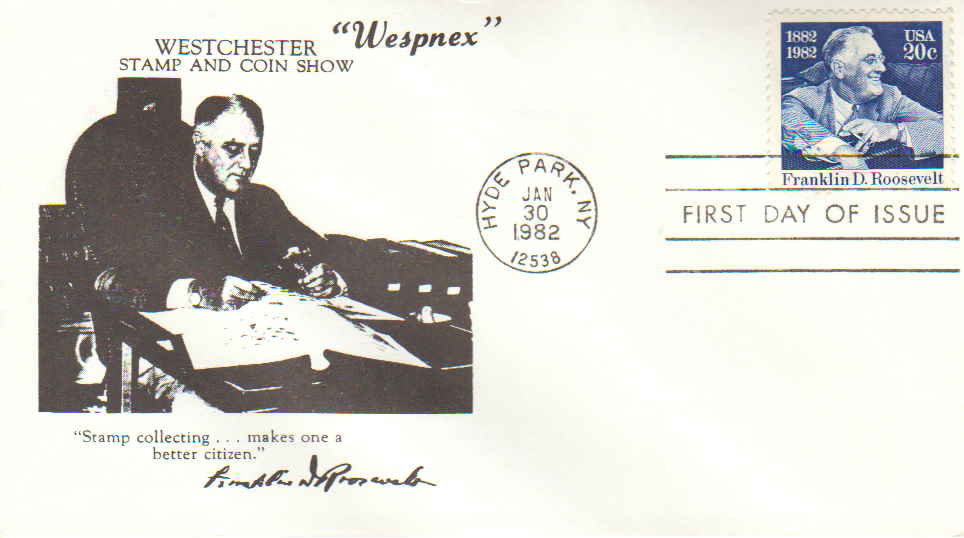 "Wespnex"
WESTCHESTER
STAMP AND COIN SHOW
1882
1982
USA
20c
Franklin D. Roosevelt
HYDE PARK, NY
JAN
30
1982
12538
FIRST DAY OF ISSUE
"Stamp collecting . . . makes one a
better citizen."
Franklin D Roosevelt